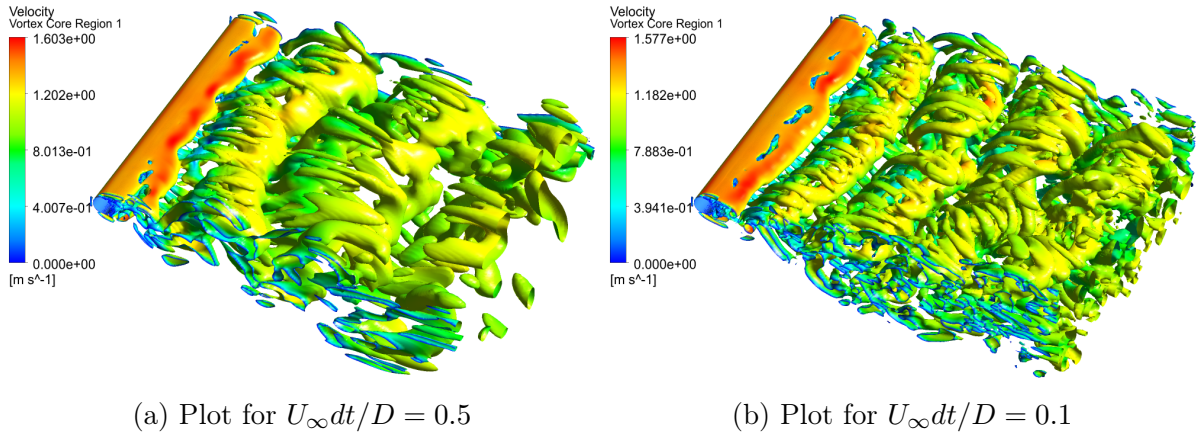 Velocity
Vortex Core Region 1
1.603e+00
1.202e+00
8.013e-01
4.007e-01
0.000e+00
[m s^-1]
Velocity
Vortex Core Region 1
1.577e+00
1.182e+00
7.883e-01
3.941e-01
0.000e+00
[m s^-1]
(a) Plot for U∞dt/D = 0.5
(b) Plot for U∞dt/D = 0.1